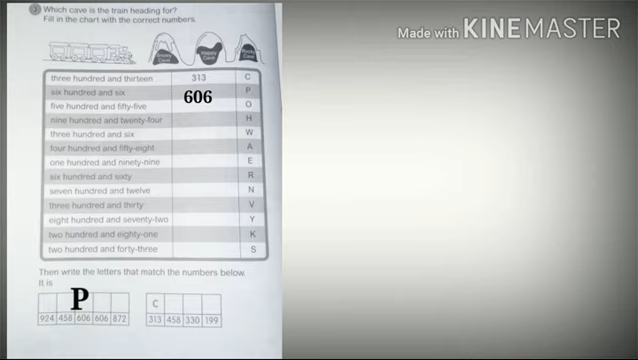 3 Which cave is the train heading for?
Fill in the chart with the correct numbers.
Made with KINEMASTER
Happy Cave
three hundred and thirteen 313 C
six hundred and six 606 P
five hundred and fifty-five O
nine hundred and twenty-four H
three hundred and six W
four hundred and fifty-eight A
one hundred and ninety-nine E
six hundred and sixty R
seven hundred and twelve N
three hundred and thirty V
eight hundred and seventy-two Y
two hundred and eighty-one K
two hundred and forty-three S
Then write the letters that match the numbers below.
It is
P C
924 458 606 606 872 313 458 330 199